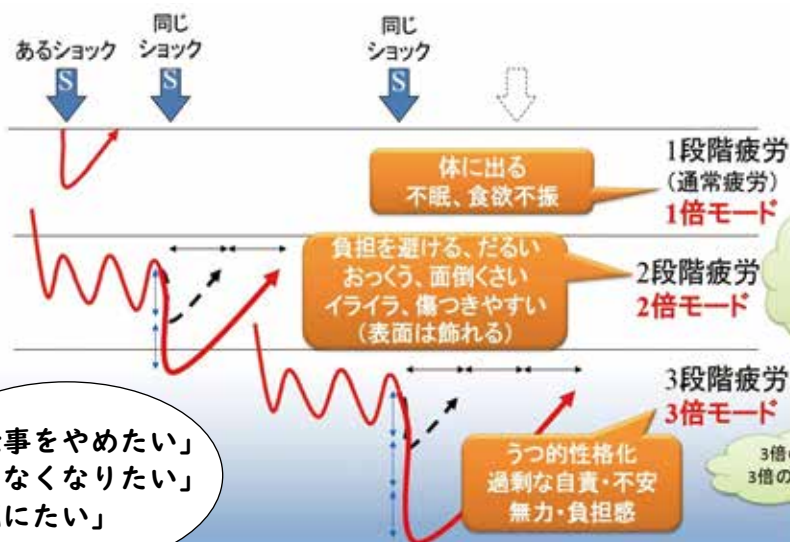 あるショック
同じ
ショック
同じ
ショック
S
S
S
体に出る
不眠、食欲不振
1段階疲労
(通常疲労)
1倍モード
負担を避ける、だるい
おっくう、面倒くさい
イライラ、傷つきやすい
(表面は飾れる)
2段階疲労
2倍モード
3段階疲労
3倍モード
うつ的性格化
過剰な自責・不安
無力・負担感
事をやめたい」
なくなりたい」
にたい」
3倍
3倍の